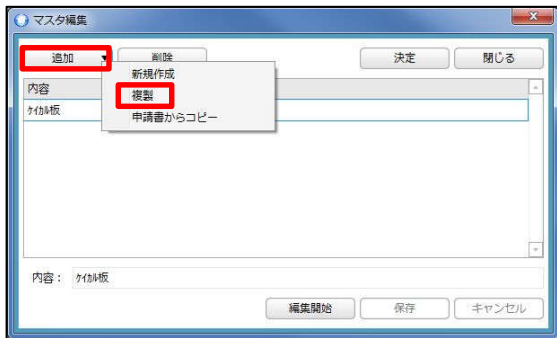 マスタ編集
追加 ▼ 削除 決定 閉じる
新規作成
内容
複製
ｹｲｶﾙ板
申請書からコピー
内容： ｹｲｶﾙ板
編集開始 保存 キャンセル